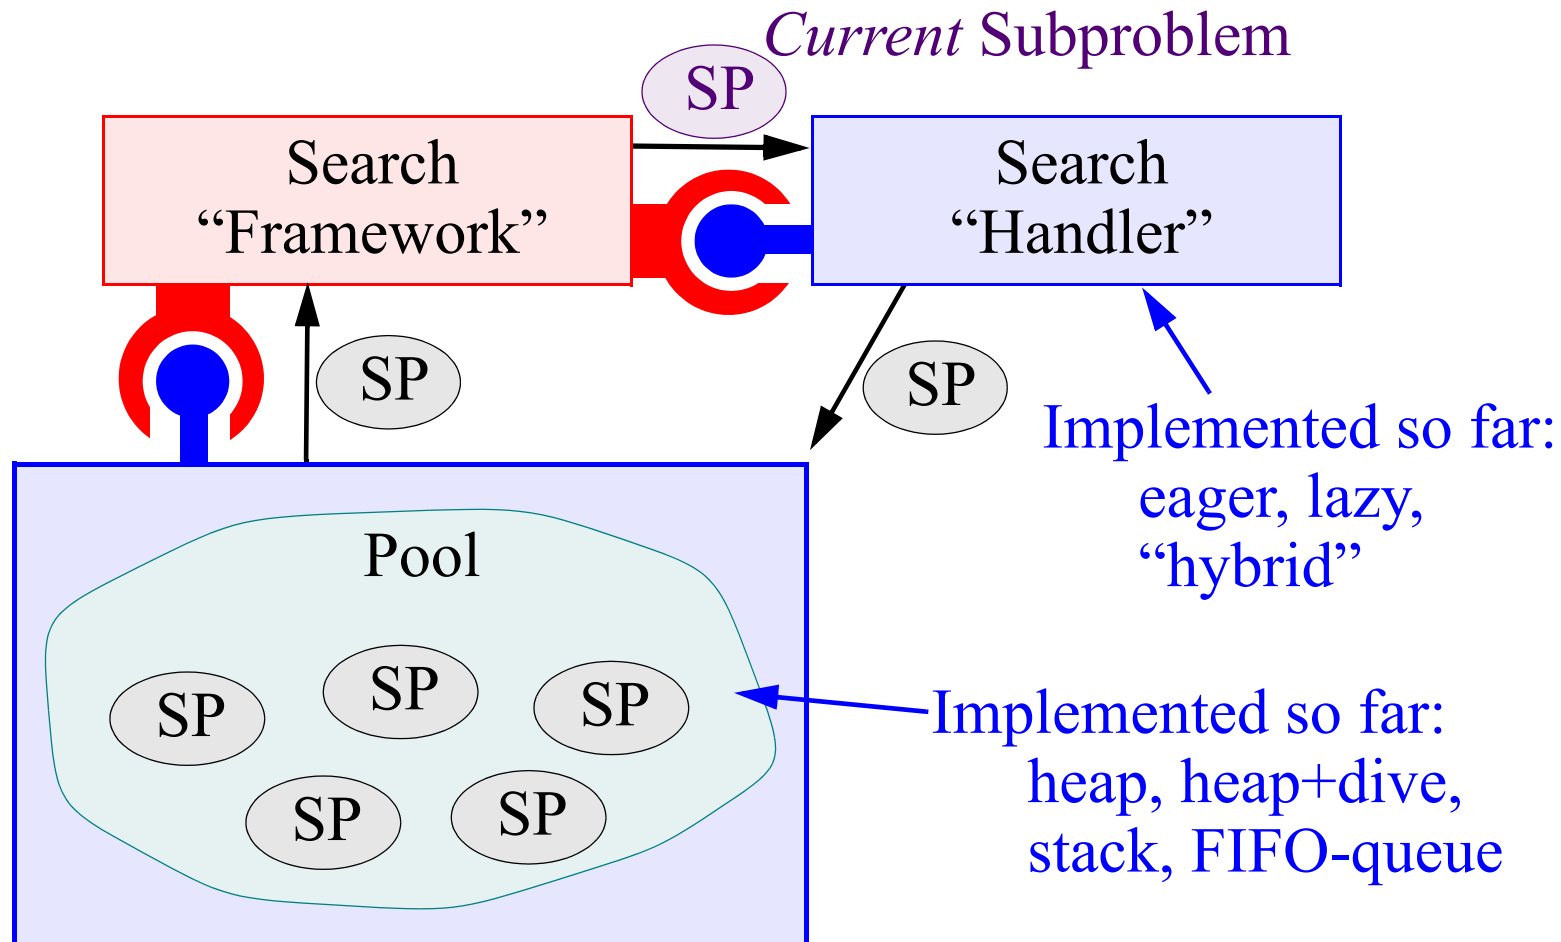 Current Subproblem
SP
Search
“Framework”
Search
“Handler”
SP
SP
Implemented so far:
eager, lazy,
“hybrid”
Pool
SP
SP
SP
SP
SP
Implemented so far:
heap, heap+dive,
stack, FIFO-queue